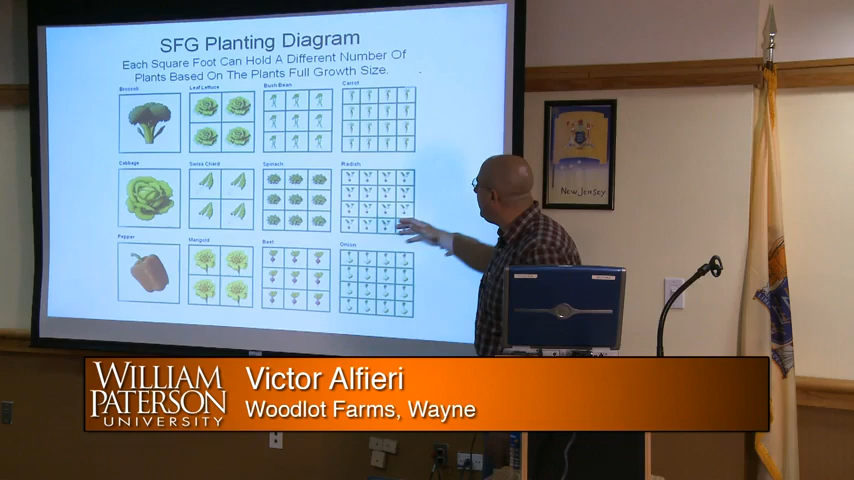 SFG Planting Diagram
Each Square Foot Can Hold A Different Number Of
Plants Based On The Plants Full Growth Size.
Broccoli
Leaf Lettuce
Bush Bean
Carrot
Cabbage
Swiss Chard
Spinach
Radish
Pepper
Marigold
Beet
Onion
NEW JERSEY
WILLIAM
PATERSON
UNIVERSITY
Victor Alfieri
Woodlot Farms, Wayne